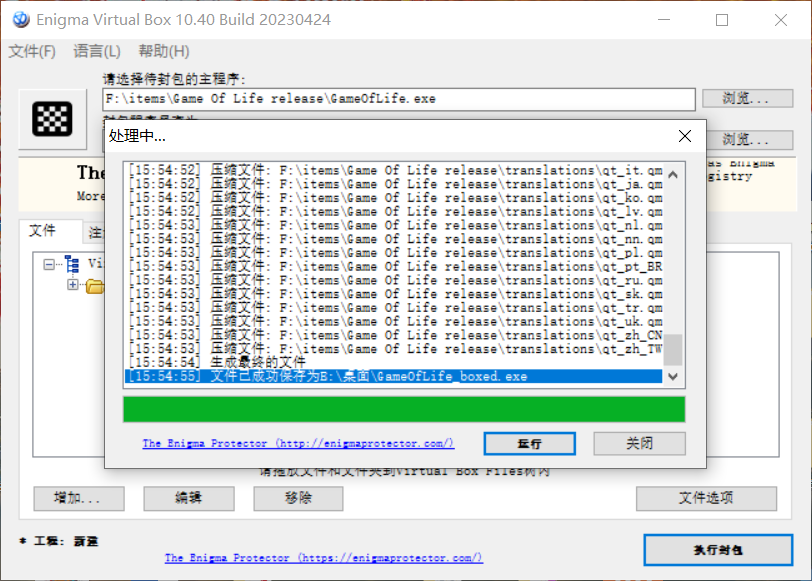 Enigma Virtual Box 10.40 Build 20230424
文件(F) 语言(L) 帮助(H)
请选择待封包的主程序:
F:\items\Game Of Life release\GameOfLife.exe
浏览...
浏览...
处理中...
The
More
gistry
文件
[15:54:52] 压缩文件: F:\items\Game Of Life release\translations\qt_it.qm
[15:54:52] 压缩文件: F:\items\Game Of Life release\translations\qt_ja.qm
[15:54:52] 压缩文件: F:\items\Game Of Life release\translations\qt_ko.qm
[15:54:52] 压缩文件: F:\items\Game Of Life release\translations\qt_lv.qm
[15:54:53] 压缩文件: F:\items\Game Of Life release\translations\qt_nl.qm
[15:54:53] 压缩文件: F:\items\Game Of Life release\translations\qt_nn.qm
[15:54:53] 压缩文件: F:\items\Game Of Life release\translations\qt_pl.qm
[15:54:53] 压缩文件: F:\items\Game Of Life release\translations\qt_pt_BR
[15:54:53] 压缩文件: F:\items\Game Of Life release\translations\qt_ru.qm
[15:54:53] 压缩文件: F:\items\Game Of Life release\translations\qt_sk.qm
[15:54:53] 压缩文件: F:\items\Game Of Life release\translations\qt_tr.qm
[15:54:53] 压缩文件: F:\items\Game Of Life release\translations\qt_uk.qm
[15:54:53] 压缩文件: F:\items\Game Of Life release\translations\qt_zh_CN
[15:54:53] 压缩文件: F:\items\Game Of Life release\translations\qt_zh_TW
[15:54:54] 生成最终的文件
[15:54:55] 文件已成功保存为E:\桌面\GameOfLife_boxed.exe
The Enigma Protector (http://enigmaprotector.com/)
运行
关闭
请拖放文件和文件夹到Virtual Box Files树内
增加...
编辑
移除
文件选项
* 工程: 新建
The Enigma Protector (https://enigmaprotector.com/)
执行封包